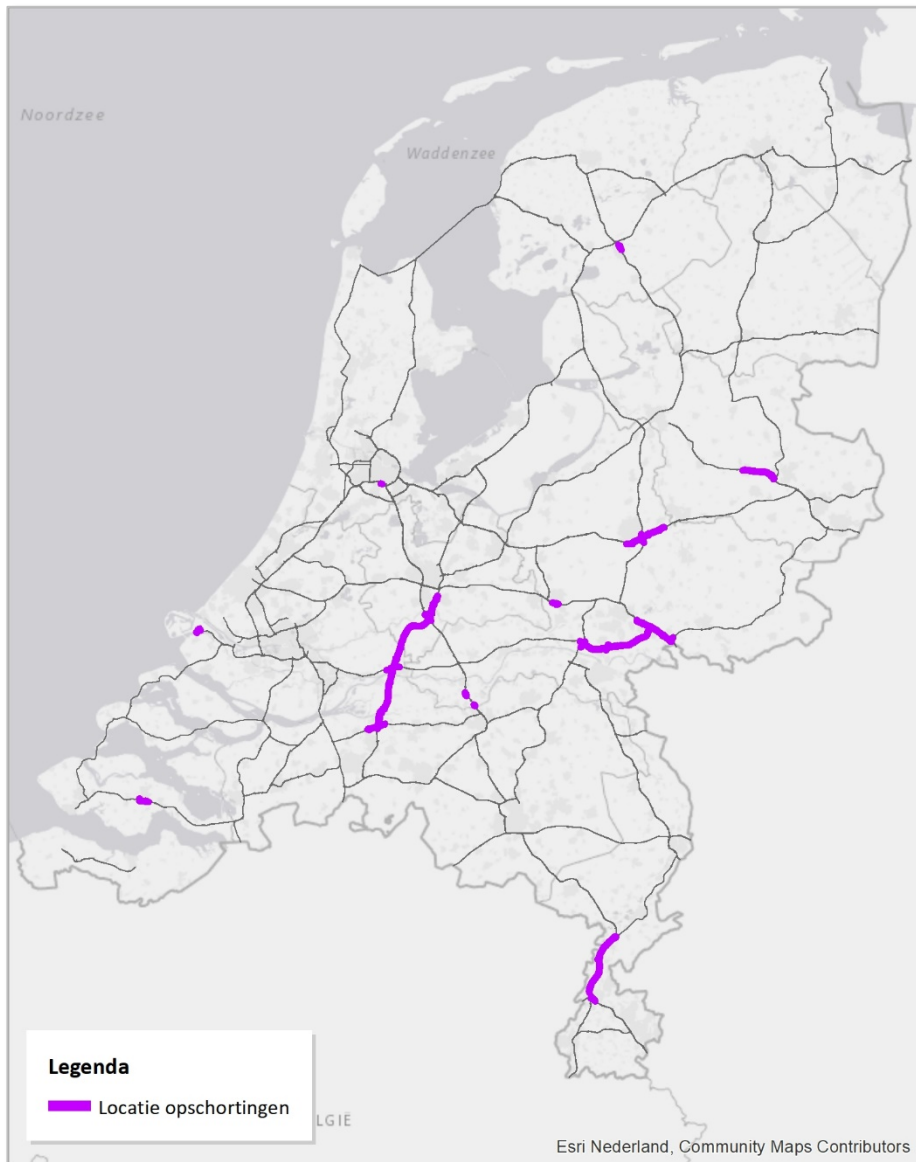 Noordzee
Waddenzee
Legenda
Locatie opschortingen
LGIË
Esri Nederland, Community Maps Contributors